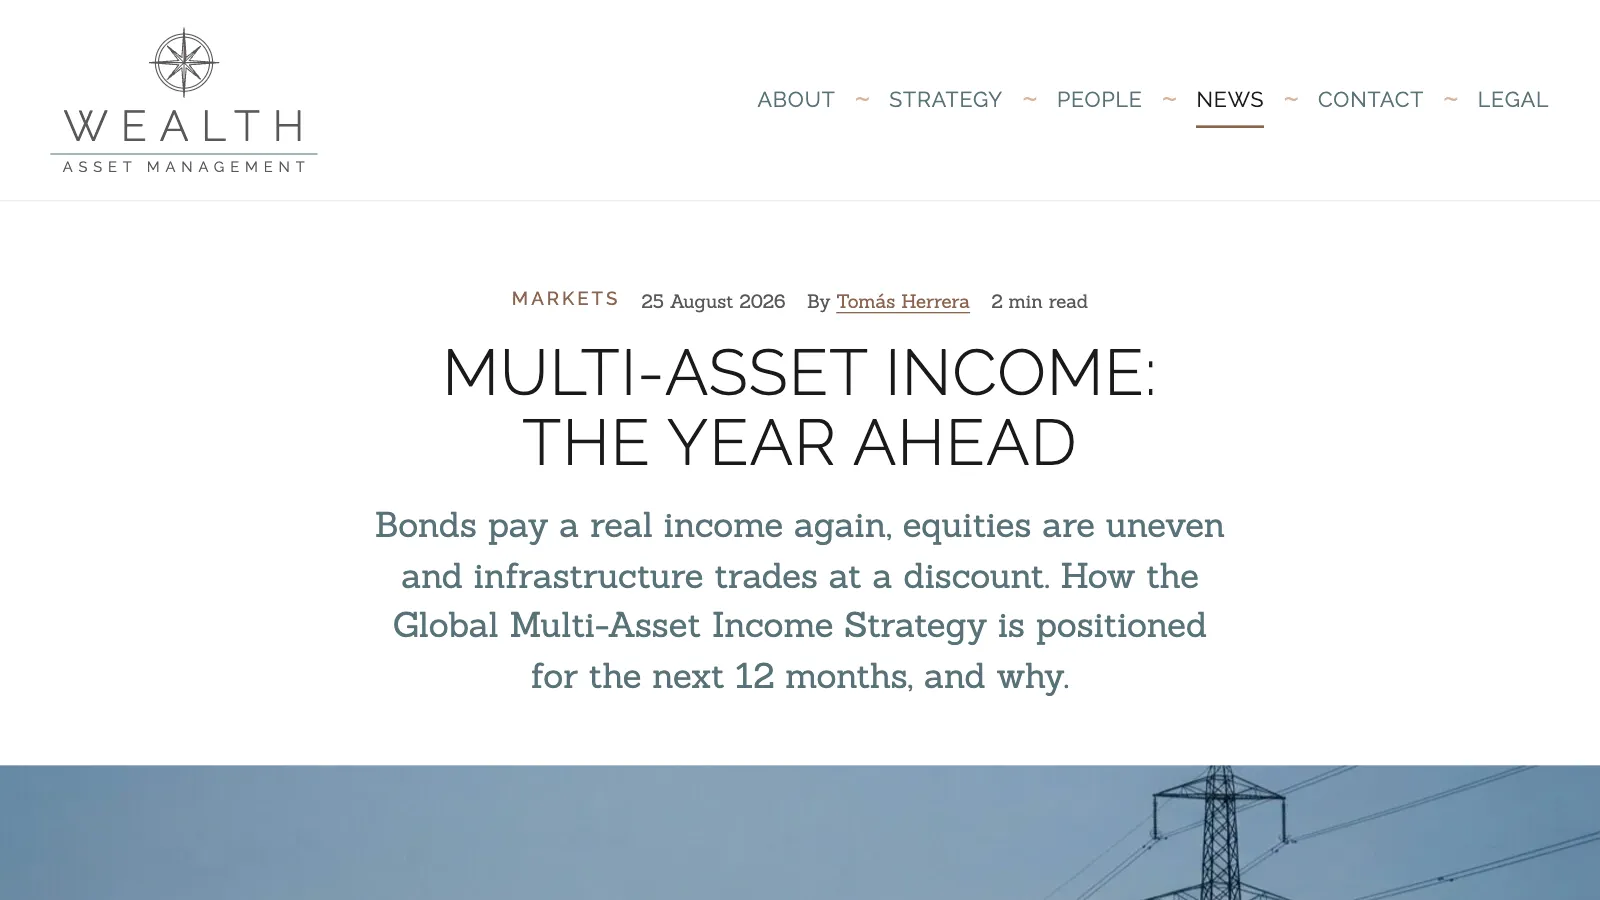 WEALTH
ASSET MANAGEMENT
ABOUT ~ STRATEGY ~ PEOPLE ~ NEWS ~ CONTACT ~ LEGAL
MARKETS 25 August 2026 By Tomás Herrera 2 min read
MULTI-ASSET INCOME:
THE YEAR AHEAD
Bonds pay a real income again, equities are uneven
and infrastructure trades at a discount. How the
Global Multi-Asset Income Strategy is positioned
for the next 12 months, and why.